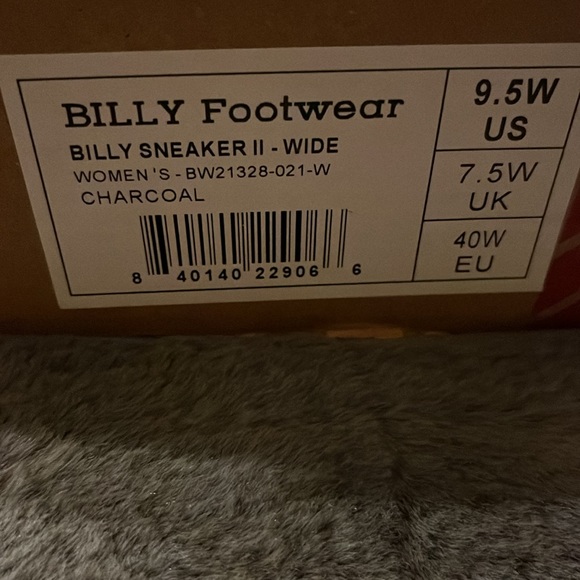 BILLY Footwear
BILLY SNEAKER II - WIDE
WOMEN'S - BW21328-021-W
CHARCOAL
8 40140 22906 6
9.5W
US
7.5W
UK
40W
EU